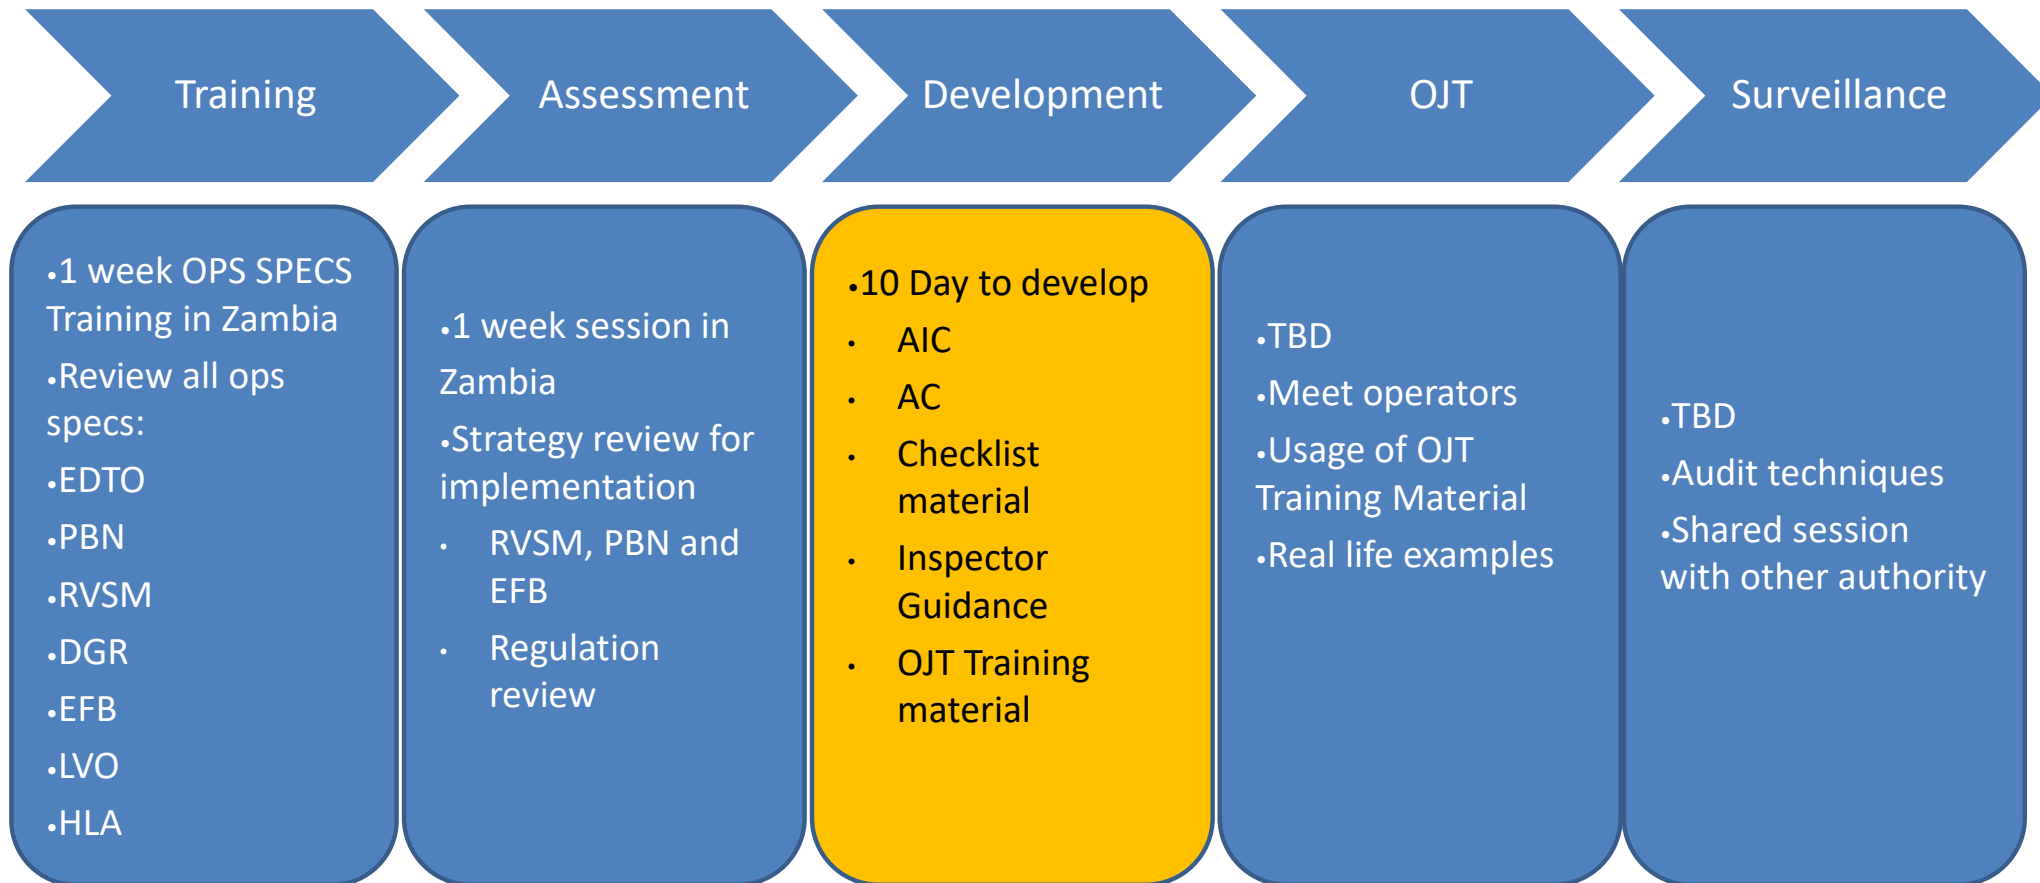 Training
Assessment
Development
OJT
Surveillance
•1 week OPS SPECS
Training in Zambia
•Review all ops
specs:
•EDTO
•PBN
•RVSM
•DGR
•EFB
•LVO
•HLA
•1 week session in
Zambia
•Strategy review for
implementation
• RVSM, PBN and
EFB
• Regulation
review
•10 Day to develop
• AIC
• AC
• Checklist
material
• Inspector
Guidance
• OJT Training
material
•TBD
•Meet operators
•Usage of OJT
Training Material
•Real life examples
•TBD
•Audit techniques
•Shared session
with other authority